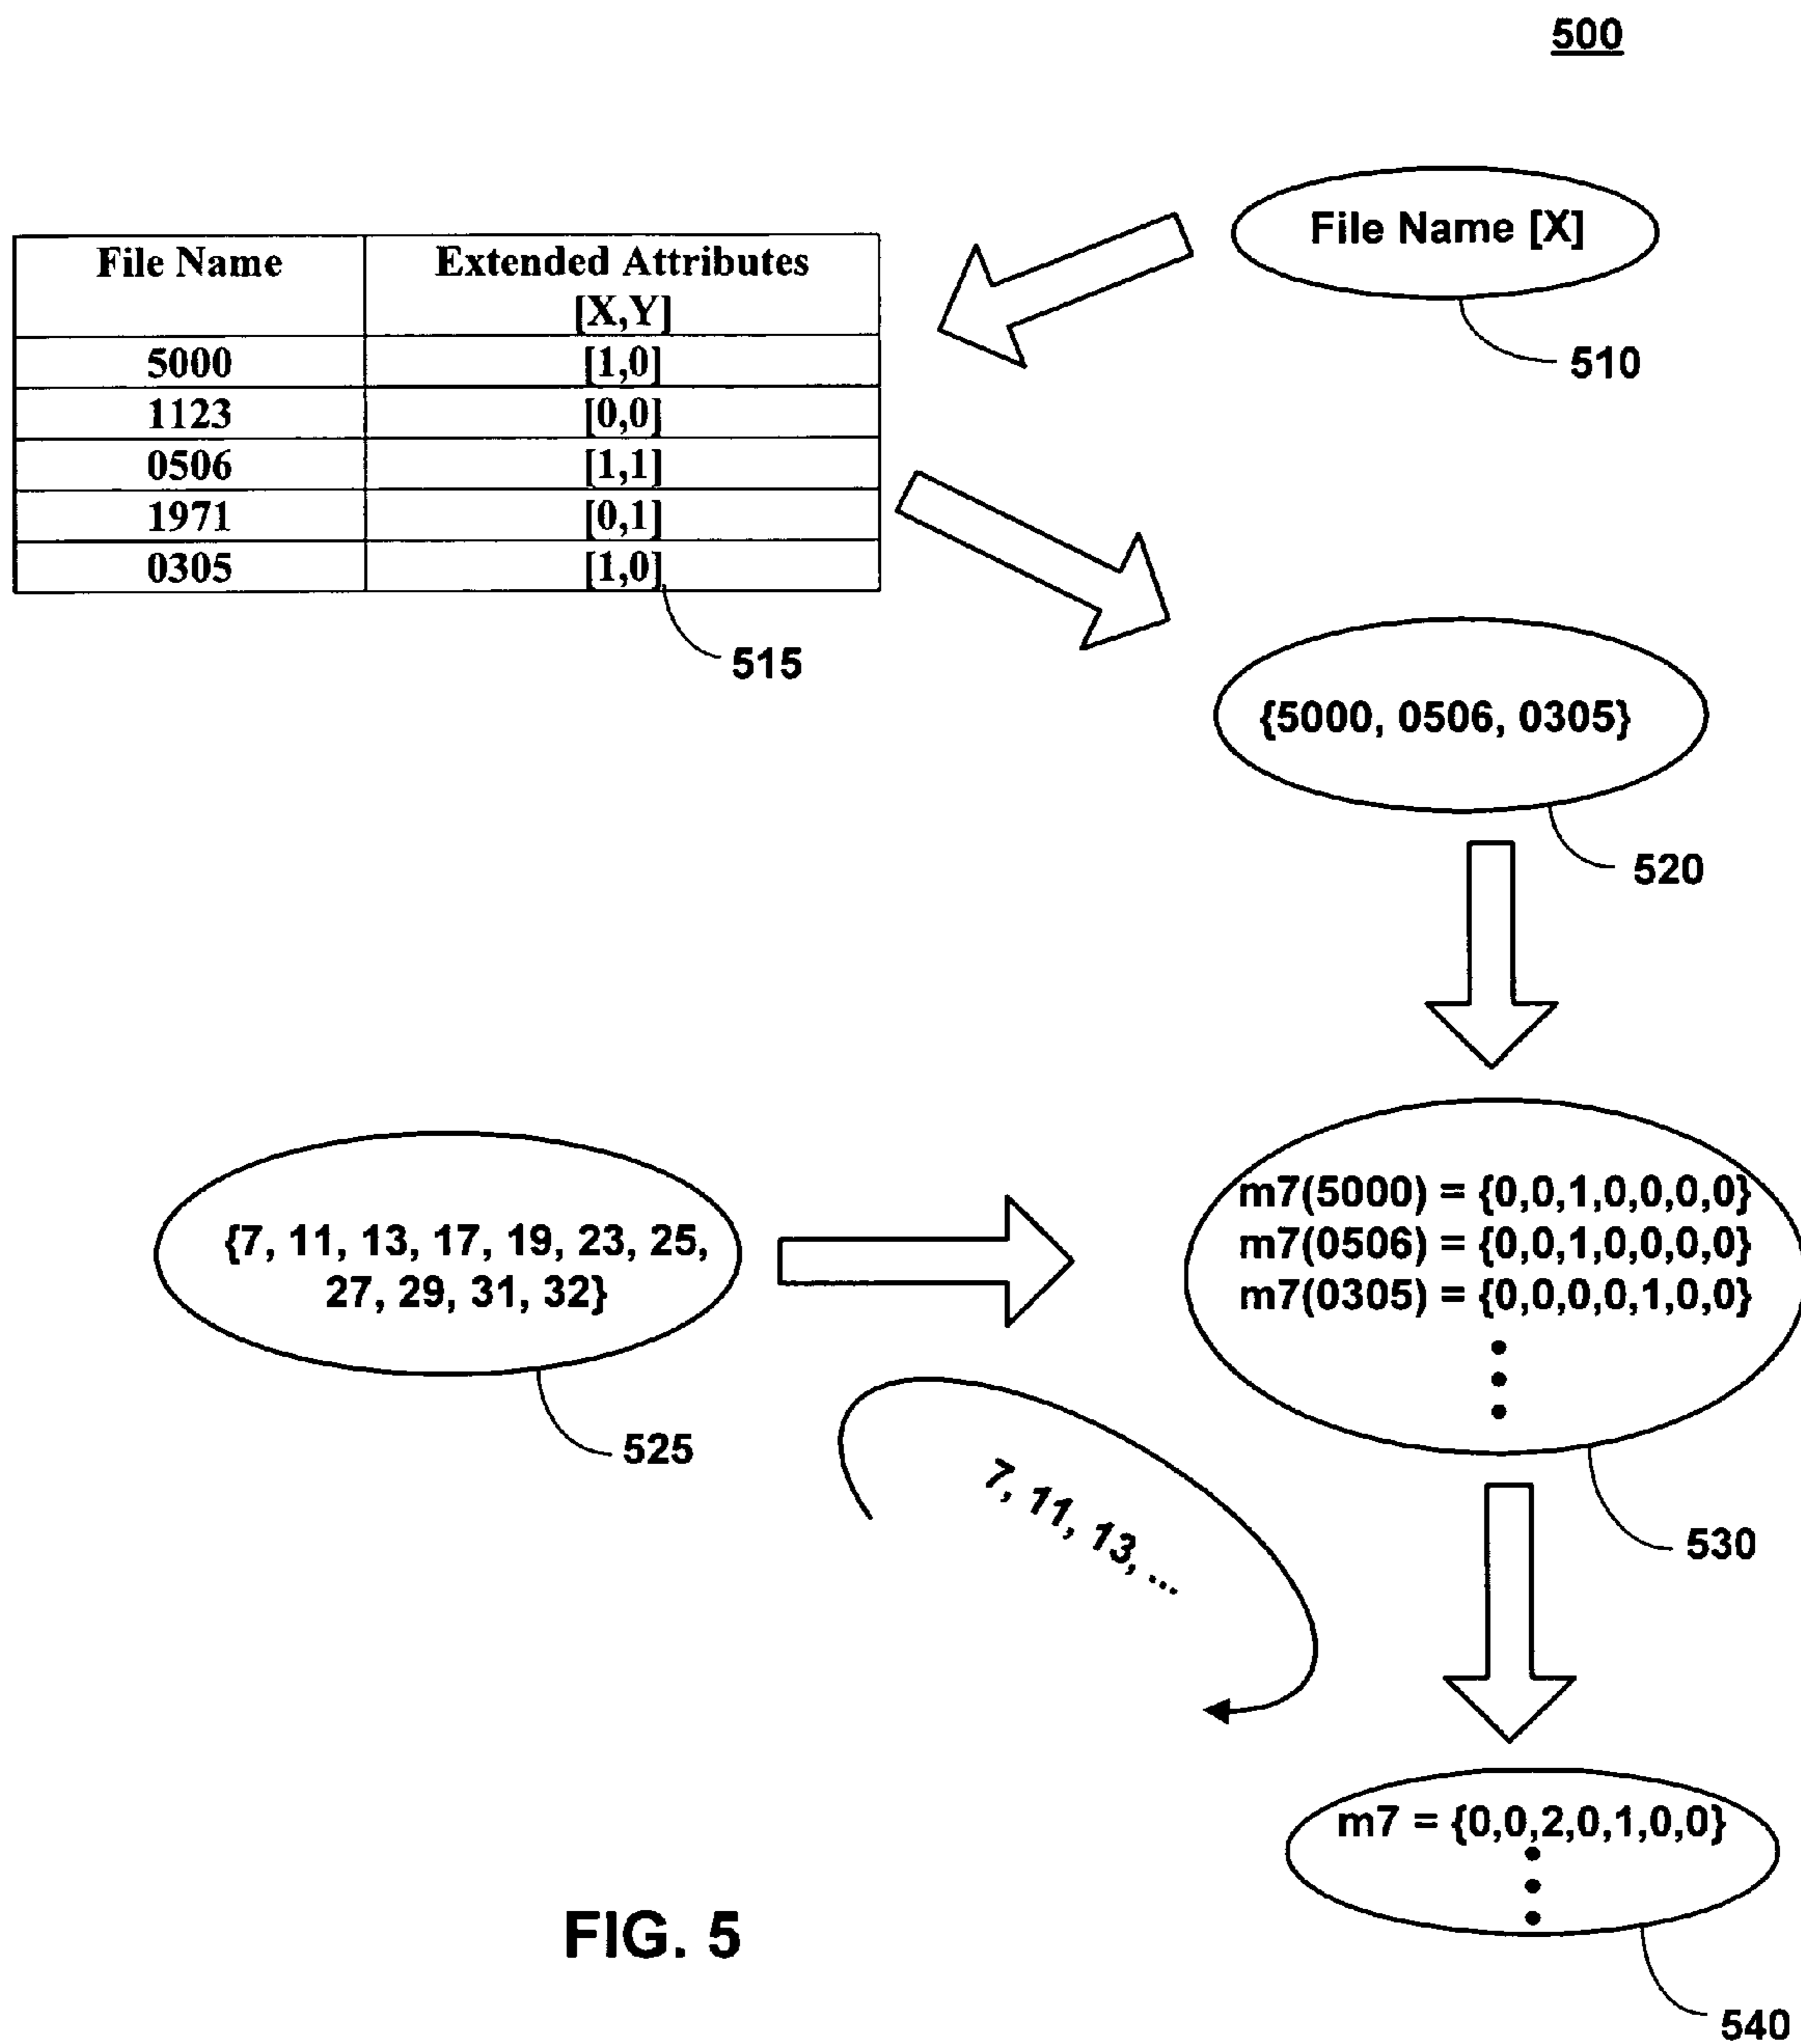 500
File Name [X]
510
File Name Extended Attributes
[X,Y]
5000 [1,0]
1123 [0,0]
0506 [1,1]
1971 [0,1]
0305 [1,0]
515
{5000, 0506, 0305}
520
{7, 11, 13, 17, 19, 23, 25,
27, 29, 31, 32}
525
m7(5000) = {0,0,1,0,0,0,0}
m7(0506) = {0,0,1,0,0,0,0}
m7(0305) = {0,0,0,0,1,0,0}
530
7, 11, 13, ...
m7 = {0,0,2,0,1,0,0}
540
FIG. 5